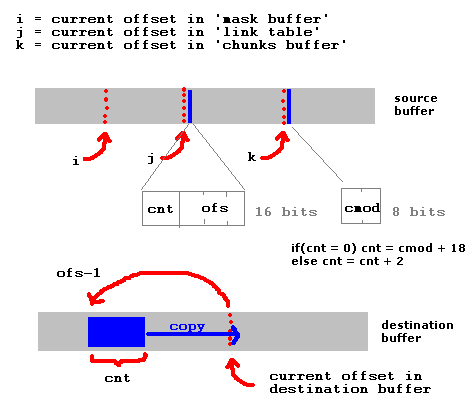 i = current offset in 'mask buffer'
j = current offset in 'link table'
k = current offset in 'chunks buffer'
source
buffer
i
j
k
cnt
ofs
16 bits
cmod
8 bits
if(cnt = 0) cnt = cmod + 18
else cnt = cnt + 2
ofs-1
copy
destination
buffer
cnt
current offset in
destination buffer